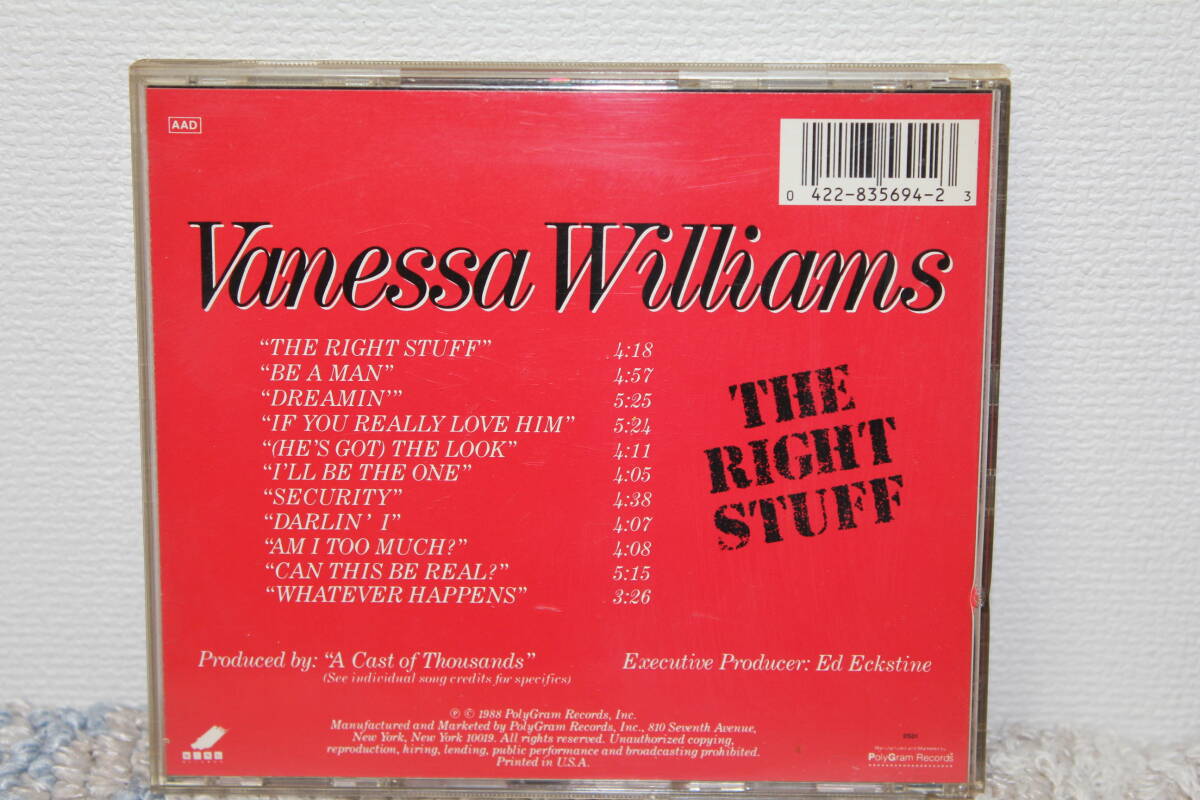 AAD
0 422-835694-2 3
Vanessa Williams
"THE RIGHT STUFF" 4:18
"BE A MAN" 4:57
"DREAMIN'" 5:25
"IF YOU REALLY LOVE HIM" 5:24
"(HE'S GOT) THE LOOK" 4:11
"I'LL BE THE ONE" 4:05
"SECURITY" 4:38
"DARLIN' I" 4:07
"AM I TOO MUCH?" 4:08
"CAN THIS BE REAL?" 5:15
"WHATEVER HAPPENS" 3:26
THE
RIGHT
STUFF
Produced by: "A Cast of Thousands"
(See individual song credits for specifics)
Executive Producer: Ed Eckstine
℗ © 1988 PolyGram Records, Inc.
Manufactured and Marketed by PolyGram Records, Inc., 810 Seventh Avenue,
New York, New York 10019. All rights reserved. Unauthorized copying,
reproduction, hiring, lending, public performance and broadcasting prohibited.
Printed in U.S.A.
WING
RECORDS
Manufactured and Marketed by
PolyGram Records